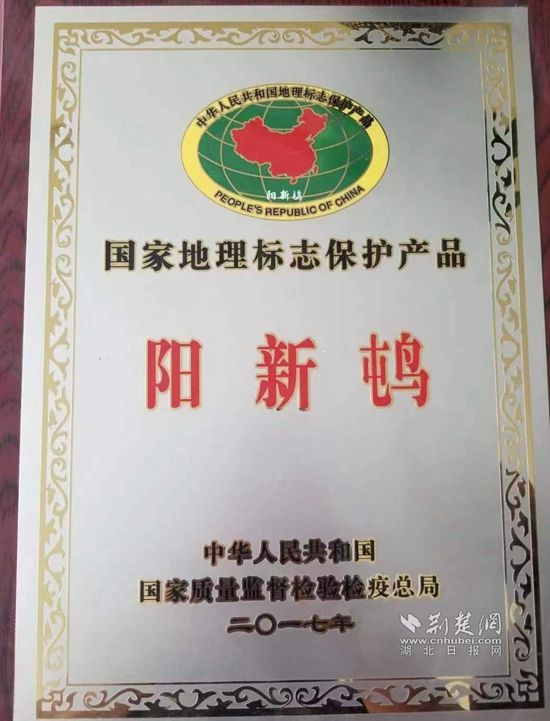 中华人民共和国地理标志保护产品
阳新
PEOPLE'S REPUBLIC OF CHINA
国家地理标志保护产品
阳新
中华人民共和国
国家质量监督检验检疫总局
二〇一七年
荆楚网
www.cnhubei.com
湖北日报网